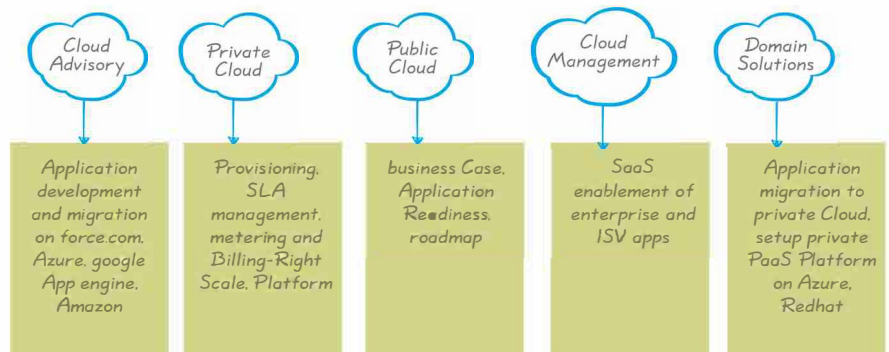 Cloud
Advisory
Private
Cloud
Public
Cloud
Cloud
Management
Domain
Solutions
Application
development
and migration
on force.com,
Azure, google
App engine,
Amazon
Provisioning,
SLA
management,
metering and
Billing-Right
Scale, Platform
business Case,
Application
Readiness,
roadmap
SaaS
enablement of
enterprise and
ISV apps
Application
migration to
private Cloud,
setup private
PaaS Platform
on Azure,
Redhat